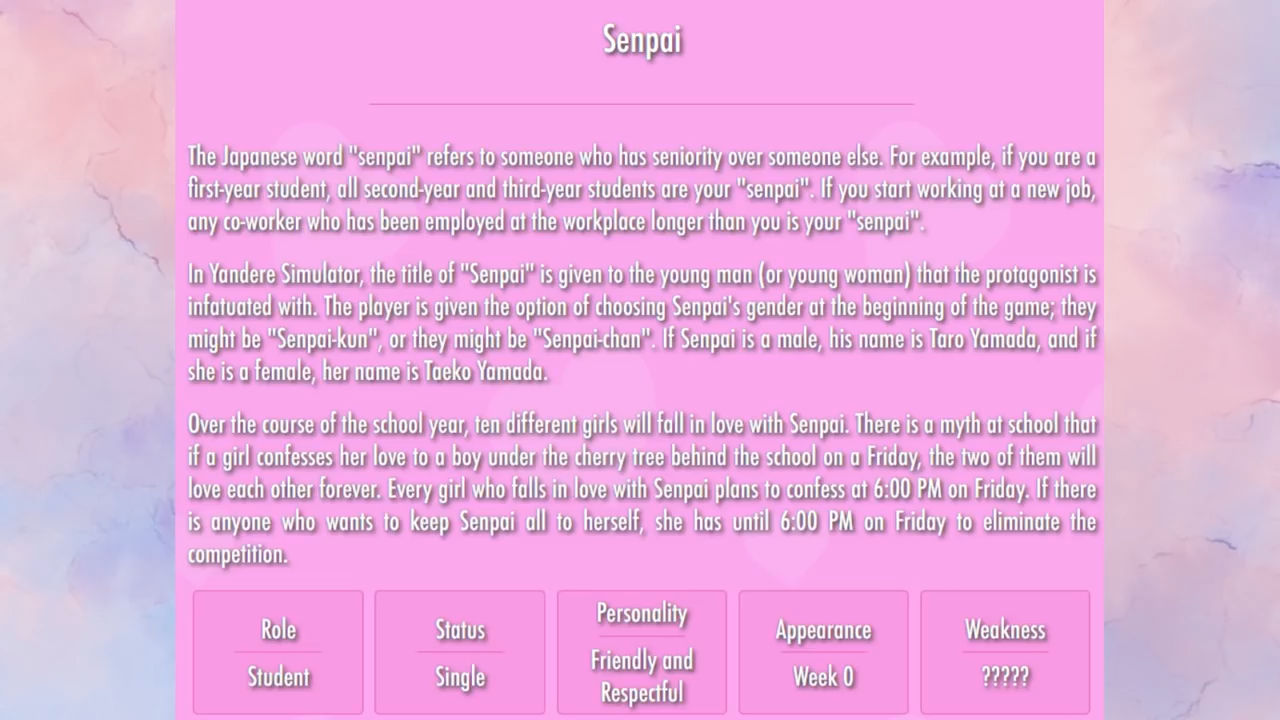 Senpai
The Japanese word "senpai" refers to someone who has seniority over someone else. For example, if you are a
first-year student, all second-year and third-year students are your "senpai". If you start working at a new job,
any co-worker who has been employed at the workplace longer than you is your "senpai".
In Yandere Simulator, the title of "Senpai" is given to the young man (or young woman) that the protagonist is
infatuated with. The player is given the option of choosing Senpai's gender at the beginning of the game; they
might be "Senpai-kun", or they might be "Senpai-chan". If Senpai is a male, his name is Taro Yamada, and if
she is a female, her name is Taeko Yamada.
Over the course of the school year, ten different girls will fall in love with Senpai. There is a myth at school that
if a girl confesses her love to a boy under the cherry tree behind the school on a Friday, the two of them will
love each other forever. Every girl who falls in love with Senpai plans to confess at 6:00 PM on Friday. If there
is anyone who wants to keep Senpai all to herself, she has until 6:00 PM on Friday to eliminate the
competition.
Role
Student
Status
Single
Personality
Friendly and
Respectful
Appearance
Week 0
Weakness
?????